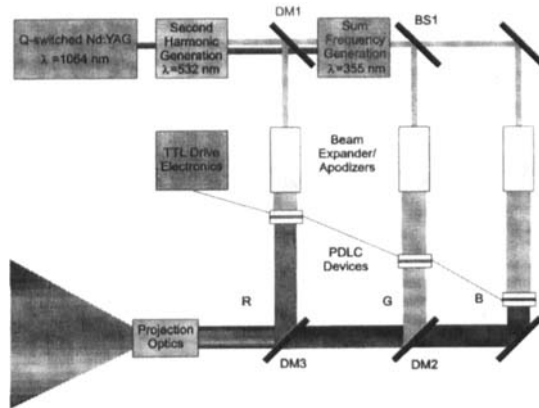 DM1
BS1
Q-switched Nd:YAG
λ =1064 nm
Second
Harmonic
Generation
λ=532 nm
Sum
Frequency
Generation
λ=355 nm
TTL Drive
Electronics
Beam
Expander/
Apodizers
PDLC
Devices
R
G
B
Projection
Optics
DM3
DM2